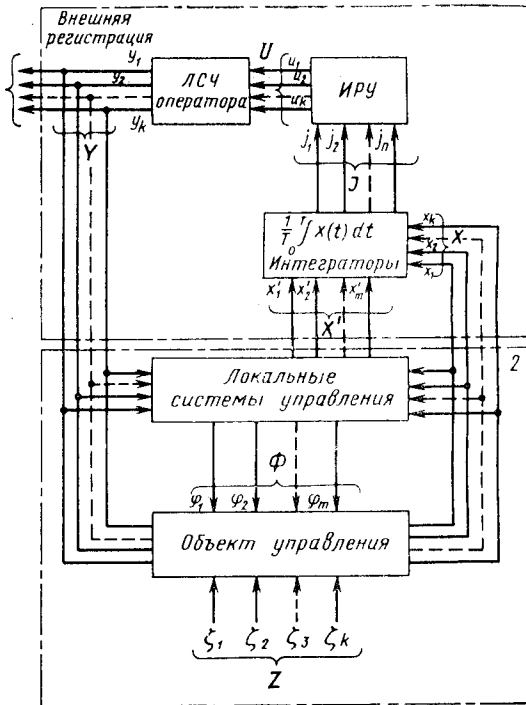 Внешняя
регистрация
y₁
y₂
yₖ
U
u₁
u₂
uₖ
ЛСЧ
оператора
ИРУ
Y
j₁ j₂ jₙ
J
1/T ∫₀ᵀ x(t) dt
Интеграторы
xₖ
X
x₂
x₁
x′₁ x′₂ x′ₘ
X′
2
Локальные
системы управления
Ф
φ₁ φ₂ φₘ
Объект управления
ζ₁ ζ₂ ζ₃ ζₖ
Z